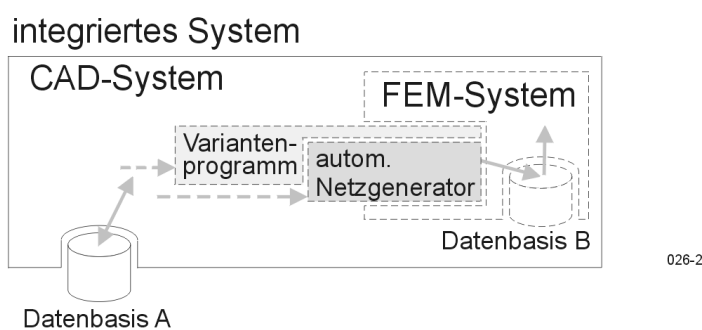 integriertes System
CAD-System
FEM-System
Varianten-
programm
autom.
Netzgenerator
Datenbasis B
026-2
Datenbasis A